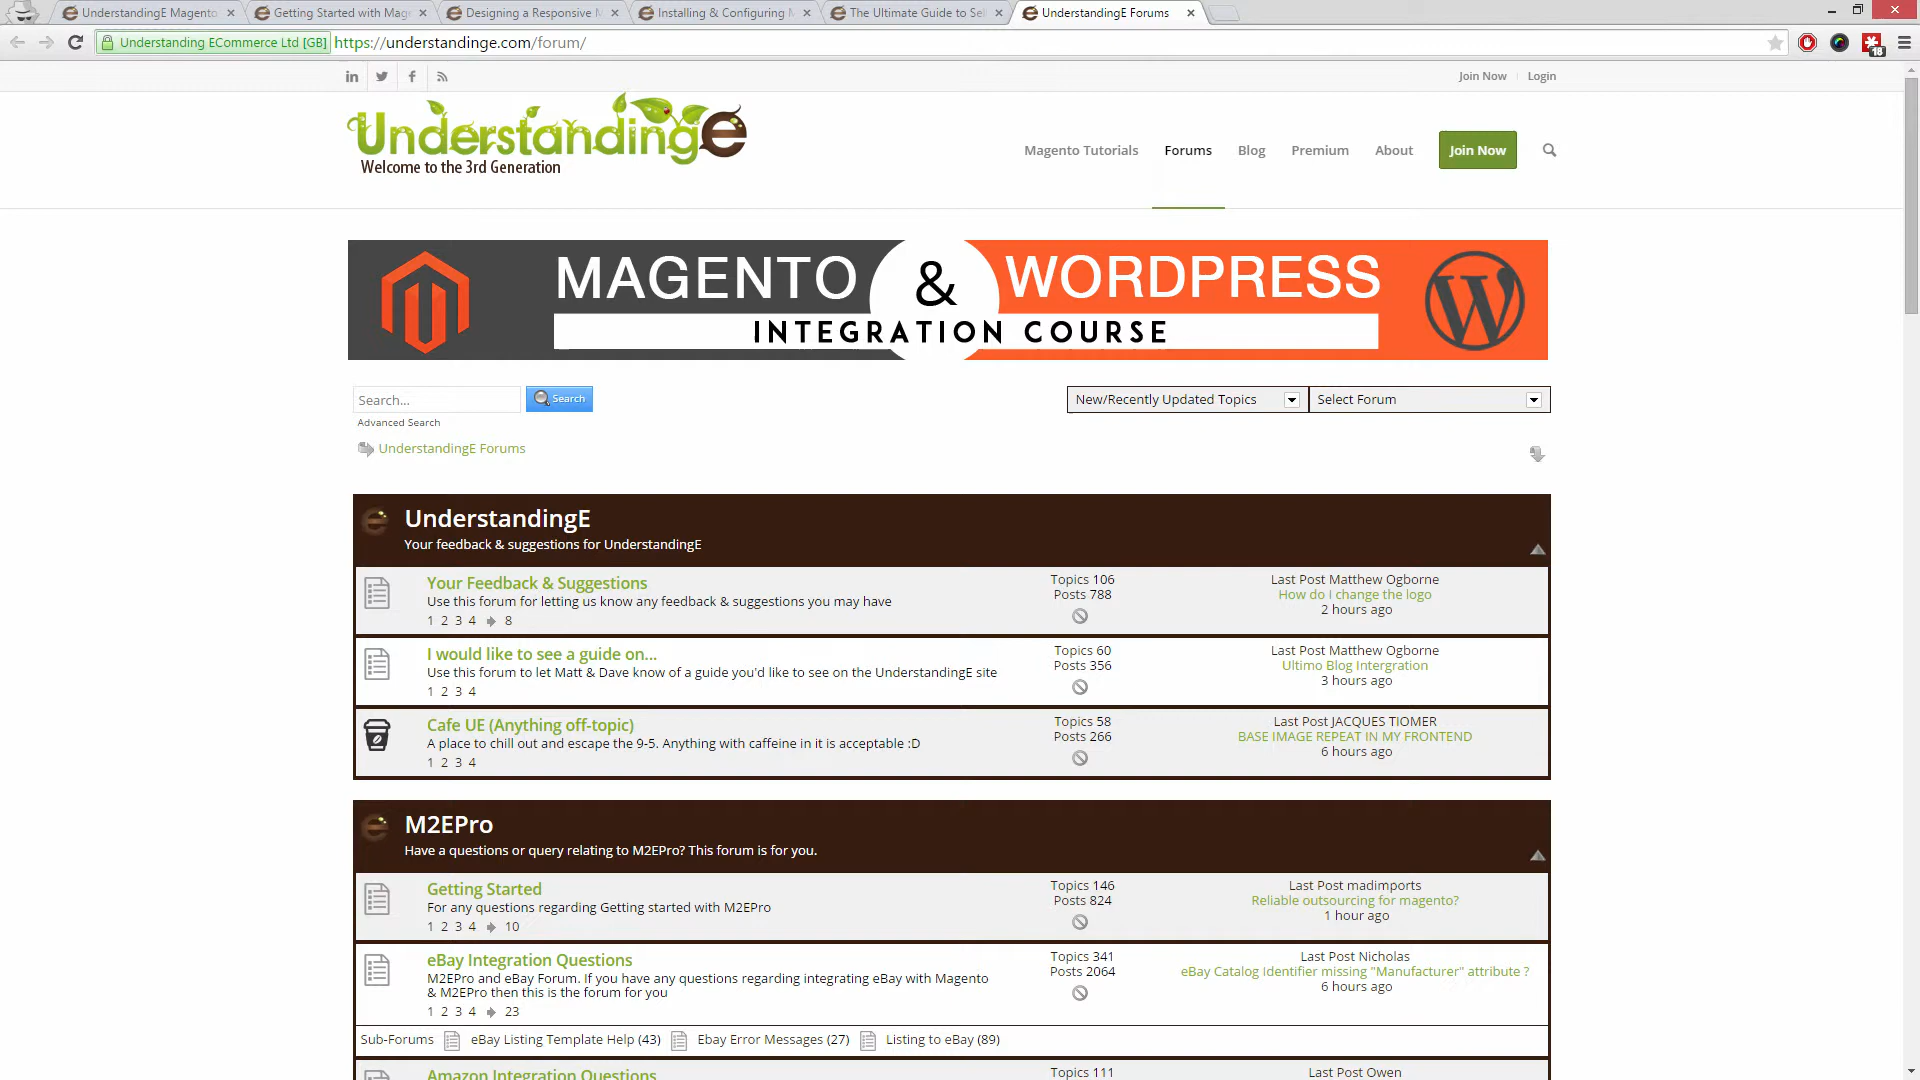 UnderstandingE Magento
Getting Started with Mag
Designing a Responsive M
Installing & Configuring M
The Ultimate Guide to Sel
UnderstandingE Forums
Understanding ECommerce Ltd [GB]
https://understandinge.com/forum/
18
Join Now
Login
UnderstandingE
Welcome to the 3rd Generation
Magento Tutorials
Forums
Blog
Premium
About
Join Now
MAGENTO & WORDPRESS
INTEGRATION COURSE
Search...
Search
New/Recently Updated Topics
Select Forum
Advanced Search
UnderstandingE Forums
UnderstandingE
Your feedback & suggestions for UnderstandingE
Your Feedback & Suggestions
Use this forum for letting us know any feedback & suggestions you may have
1 2 3 4 8
Topics 106
Posts 788
Last Post Matthew Ogborne
How do I change the logo
2 hours ago
I would like to see a guide on...
Use this forum to let Matt & Dave know of a guide you'd like to see on the UnderstandingE site
1 2 3 4
Topics 60
Posts 356
Last Post Matthew Ogborne
Ultimo Blog Intergration
3 hours ago
Cafe UE (Anything off-topic)
A place to chill out and escape the 9-5. Anything with caffeine in it is acceptable :D
1 2 3 4
Topics 58
Posts 266
Last Post JACQUES TIOMER
BASE IMAGE REPEAT IN MY FRONTEND
6 hours ago
M2EPro
Have a questions or query relating to M2EPro? This forum is for you.
Getting Started
For any questions regarding Getting started with M2EPro
1 2 3 4 10
Topics 146
Posts 824
Last Post madimports
Reliable outsourcing for magento?
1 hour ago
eBay Integration Questions
M2EPro and eBay Forum. If you have any questions regarding integrating eBay with Magento
& M2EPro then this is the forum for you
1 2 3 4 23
Topics 341
Posts 2064
Last Post Nicholas
eBay Catalog Identifier missing "Manufacturer" attribute ?
6 hours ago
Sub-Forums
eBay Listing Template Help (43)
Ebay Error Messages (27)
Listing to eBay (89)
Amazon Integration Questions
Topics 111
Last Post Owen